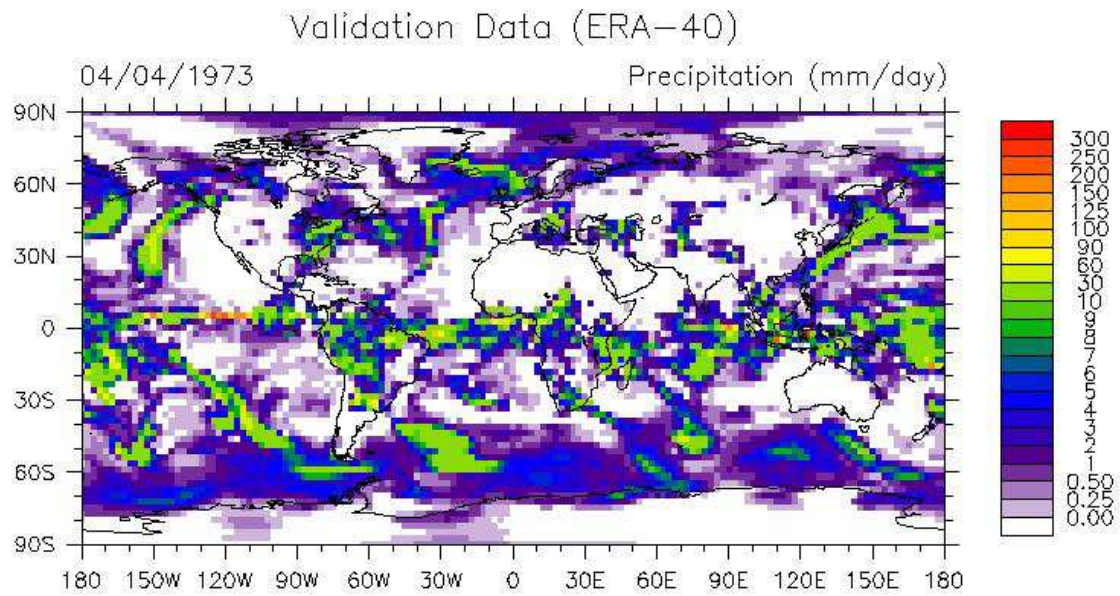 Validation Data (ERA-40)
04/04/1973 Precipitation (mm/day)
90N
60N
30N
0
30S
60S
90S
180 150W 120W 90W 60W 30W 0 30E 60E 90E 120E 150E 180
300
250
200
150
125
100
90
60
30
10
9
8
7
6
5
4
3
2
1
0.50
0.25
0.00